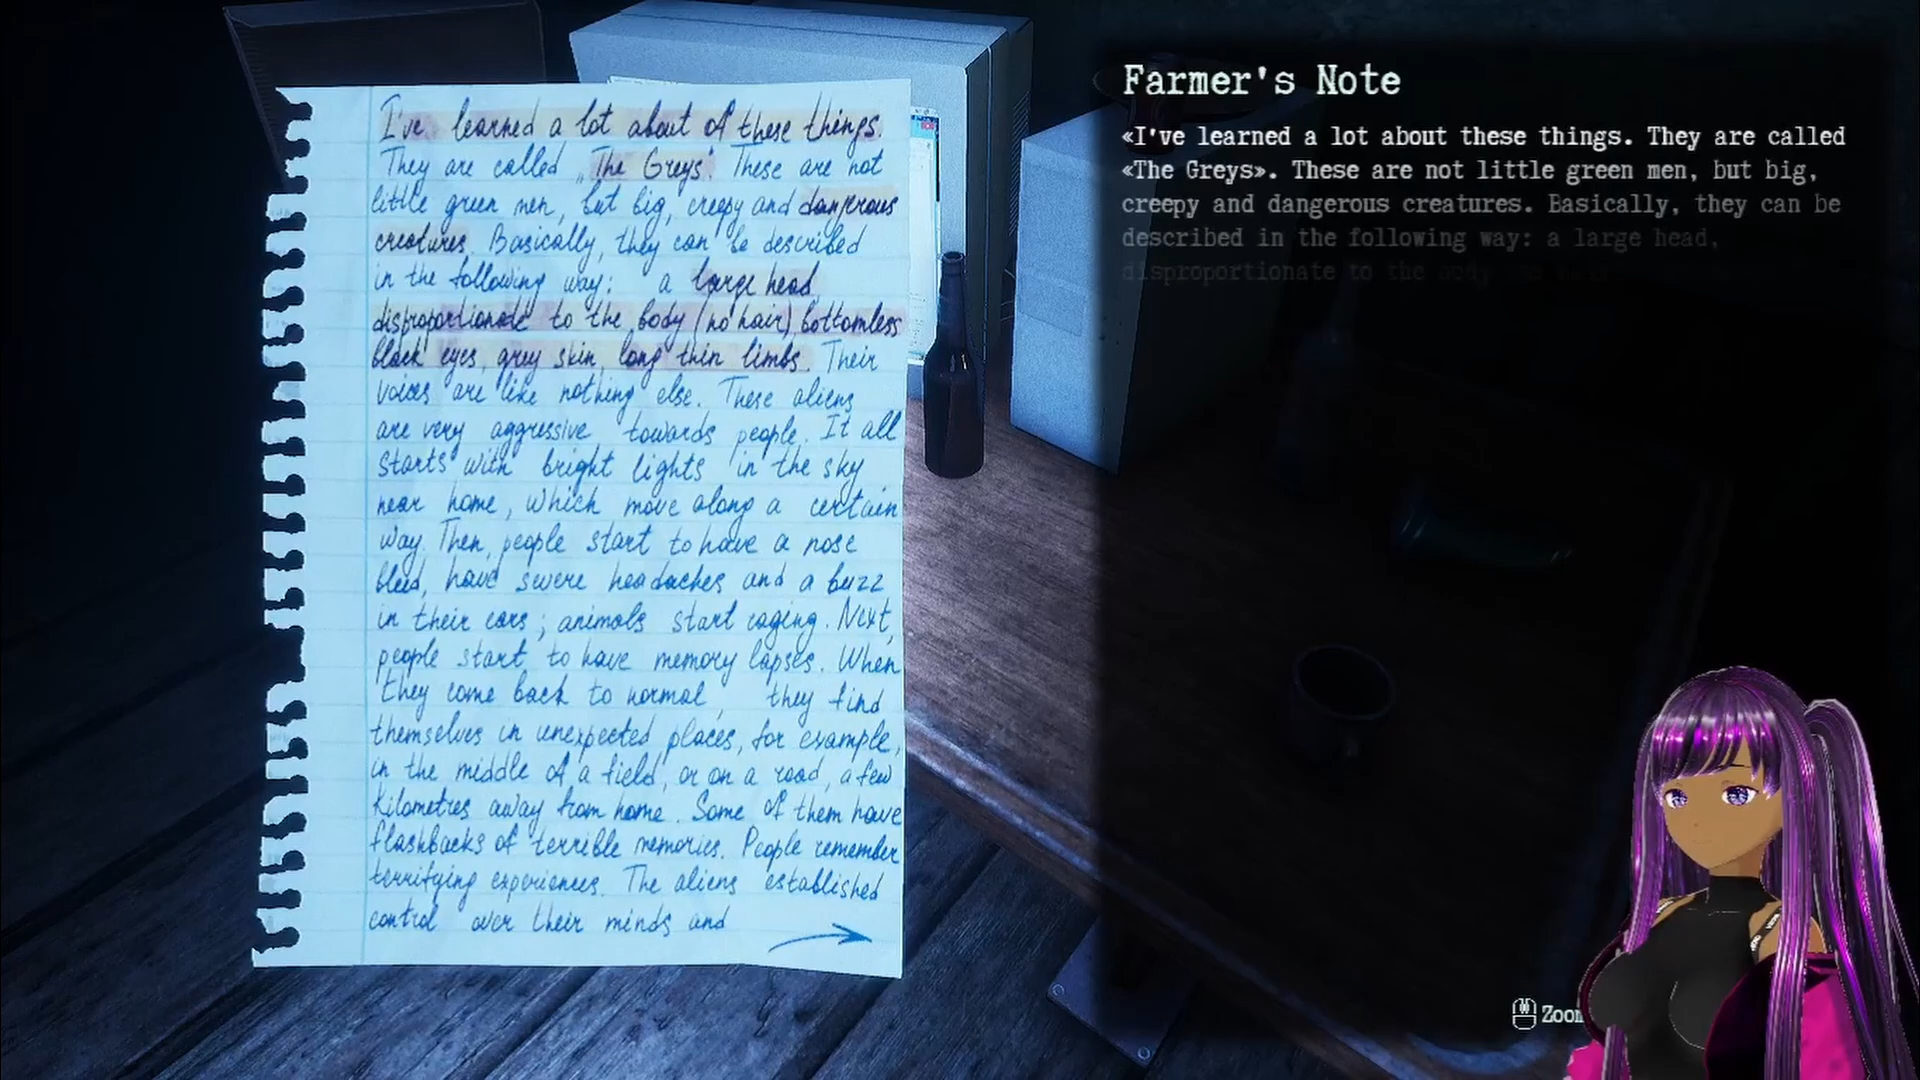 I've learned a lot about of these things.
They are called „The Greys“. These are not
little green men, but big, creepy and dangerous
creatures. Basically, they can be described
in the following way: a large head
disproportionate to the body (no hair) bottomless
black eyes, grey skin, long thin limbs. Their
voices are like nothing else. These aliens
are very aggressive towards people. It all
starts with bright lights in the sky
near home, which move along a certain
way. Then, people start to have a nose
bleed, have severe headaches and a buzz
in their ears; animals start raging. Next,
people start to have memory lapses. When
they come back to normal, they find
themselves in unexpected places, for example,
in the middle of a field, or on a road, a few
kilometres away from home. Some of them have
flashbacks of terrible memories. People remember
terrifying experiences. The aliens established
control over their minds and
Farmer's Note
«I've learned a lot about these things. They are called
«The Greys». These are not little green men, but big,
creepy and dangerous creatures. Basically, they can be
described in the following way: a large head,
disproportionate to the body
Zoom